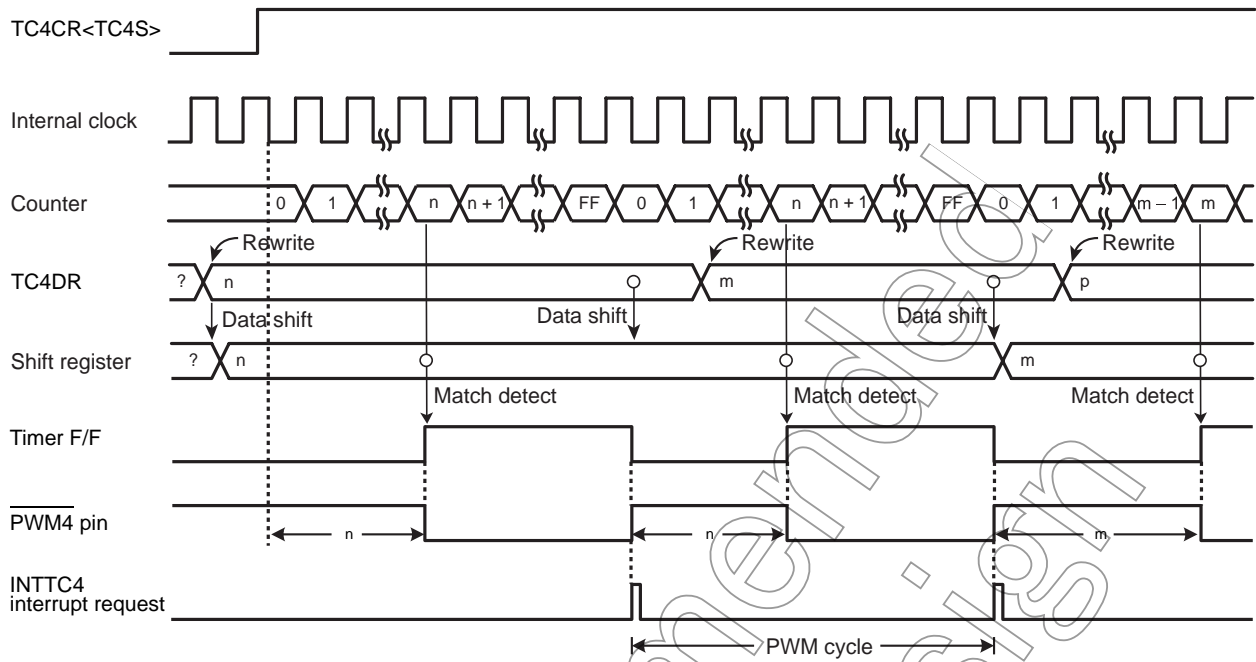 TC4CR<TC4S>
Internal clock
Counter
0 1 n n + 1 FF 0 1 n n + 1 FF 0 1 m – 1 m
Rewrite Rewrite Rewrite
TC4DR
? n m p
Data shift Data shift Data shift
Shift register
? n m
Match detect Match detect Match detect
Timer F/F
PWM4 pin
n n m
INTTC4
interrupt request
PWM cycle